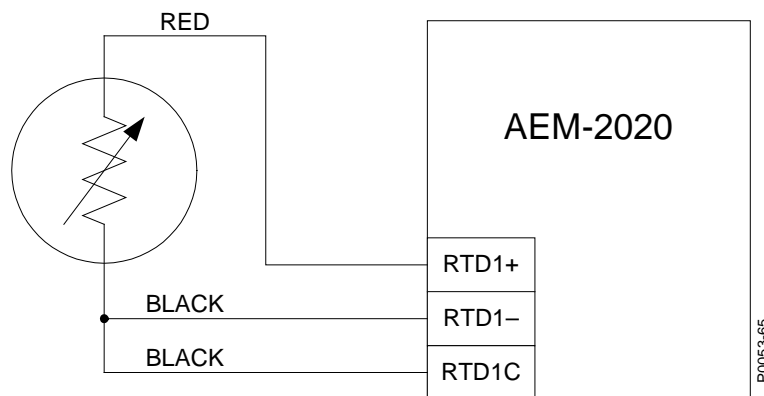 RED
AEM-2020
RTD1+
BLACK
RTD1–
BLACK
RTD1C
P0053-65